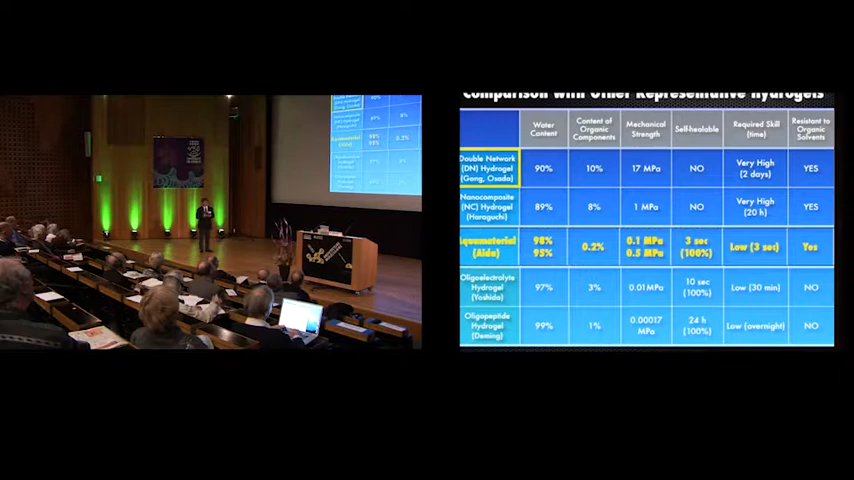 Comparison with Other Representative Hydrogels
Water
Content
Content of
Organic
Components
Mechanical
Strength
Self-healable
Required Skill
(time)
Resistant to
Organic
Solvents
Double Network
(DN) Hydrogel
(Gong, Osada)
90%
10%
17 MPa
NO
Very High
(2 days)
YES
Nanocomposite
(NC) Hydrogel
(Haraguchi)
89%
8%
1 MPa
NO
Very High
(20 h)
YES
(Aida)
98%
95%
0.2%
0.1 MPa
0.5 MPa
3 sec
(100%)
Low (3 sec)
Yes
Oligoelectrolyte
Hydrogel
(Yoshida)
97%
3%
0.01MPa
10 sec
(100%)
Low (30 min)
NO
Oligopeptide
Hydrogel
(Deming)
99%
1%
0.00017
MPa
24 h
(100%)
Low (overnight)
NO